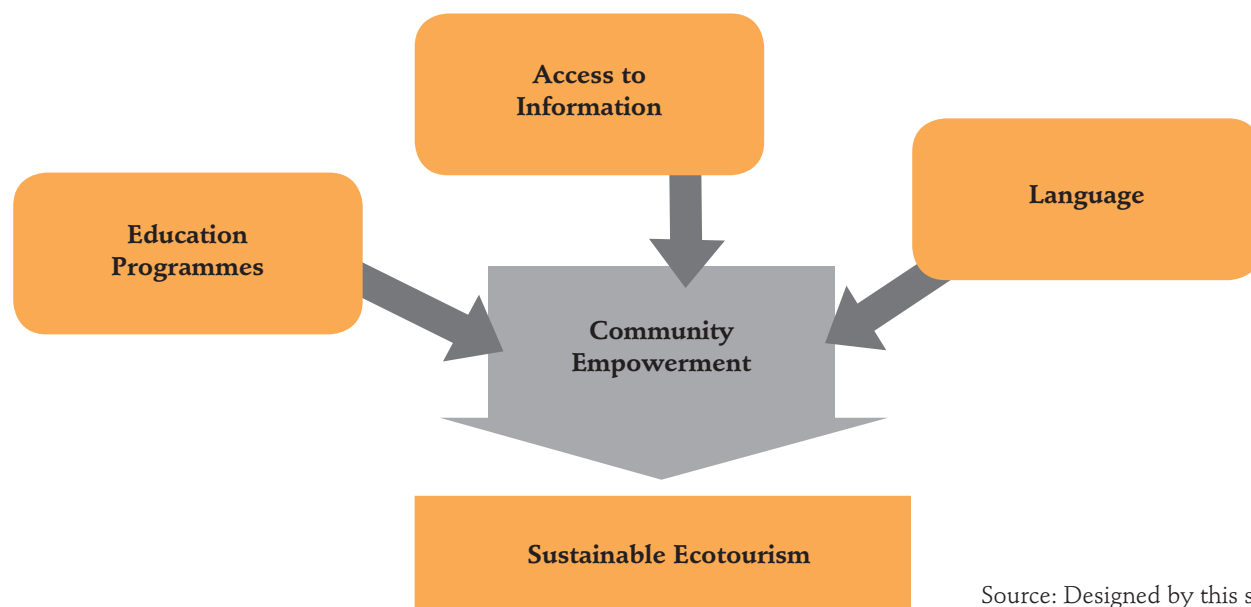 Access to
Information
Language
Education
Programmes
Community
Empowerment
Sustainable Ecotourism
Source: Designed by this